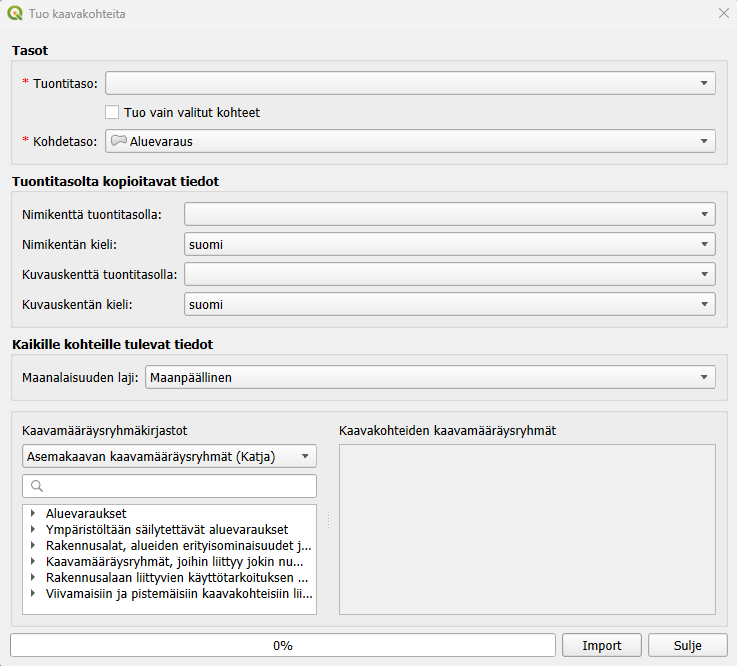 Tuo kaavakohteita
Tasot
* Tuontitaso:
Tuo vain valitut kohteet
* Kohdetaso: Aluevaraus
Tuontitasolta kopioitavat tiedot
Nimikenttä tuontitasolla:
Nimikentän kieli: suomi
Kuvauskenttä tuontitasolla:
Kuvauskentän kieli: suomi
Kaikille kohteille tulevat tiedot
Maanalaisuuden laji: Maanpäällinen
Kaavamääräysryhmäkirjastot
Asemakaavan kaavamääräysryhmät (Katja)
Aluevaraukset
Ympäristöltään säilytettävät aluevaraukset
Rakennusalat, alueiden erityisominaisuudet j...
Kaavamääräysryhmät, joihin liittyy jokin nu...
Rakennusalaan liittyvien käyttötarkoituksen ...
Viivamaisiin ja pistemäisiin kaavakohteisiin lii...
Kaavakohteiden kaavamääräysryhmät
0%
Import
Sulje